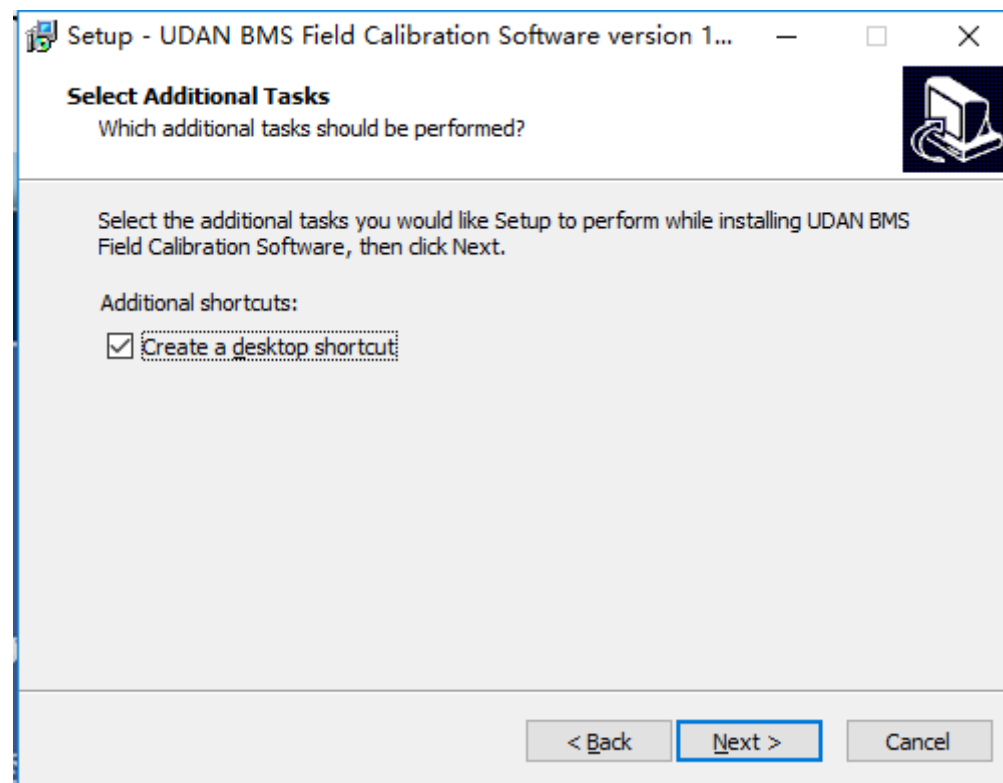 Setup - UDAN BMS Field Calibration Software version 1...
Select Additional Tasks
Which additional tasks should be performed?
Select the additional tasks you would like Setup to perform while installing UDAN BMS
Field Calibration Software, then click Next.
Additional shortcuts:
Create a desktop shortcut
< Back
Next >
Cancel